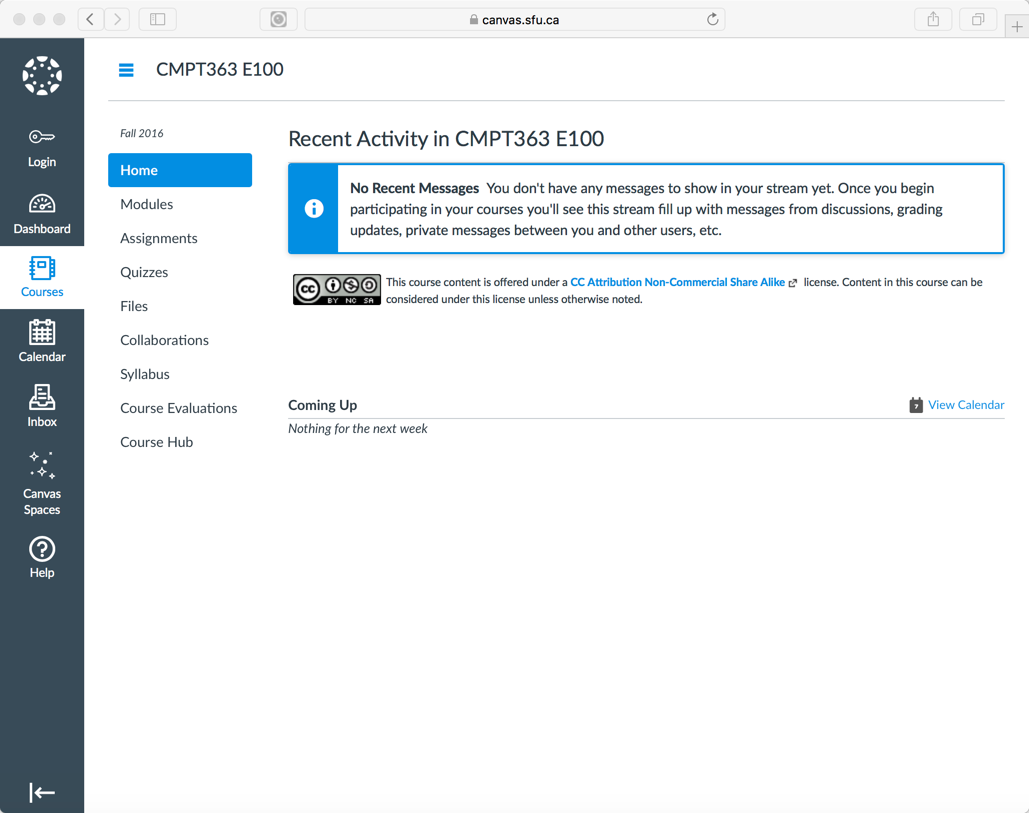 canvas.sfu.ca
CMPT363 E100
Login
Dashboard
Courses
Calendar
Inbox
Canvas
Spaces
Help
Fall 2016
Home
Modules
Assignments
Quizzes
Files
Collaborations
Syllabus
Course Evaluations
Course Hub
Recent Activity in CMPT363 E100
No Recent Messages You don't have any messages to show in your stream yet. Once you begin
participating in your courses you'll see this stream fill up with messages from discussions, grading
updates, private messages between you and other users, etc.
cc
BY NC SA
This course content is offered under a CC Attribution Non-Commercial Share Alike license. Content in this course can be
considered under this license unless otherwise noted.
Coming Up
7 View Calendar
Nothing for the next week